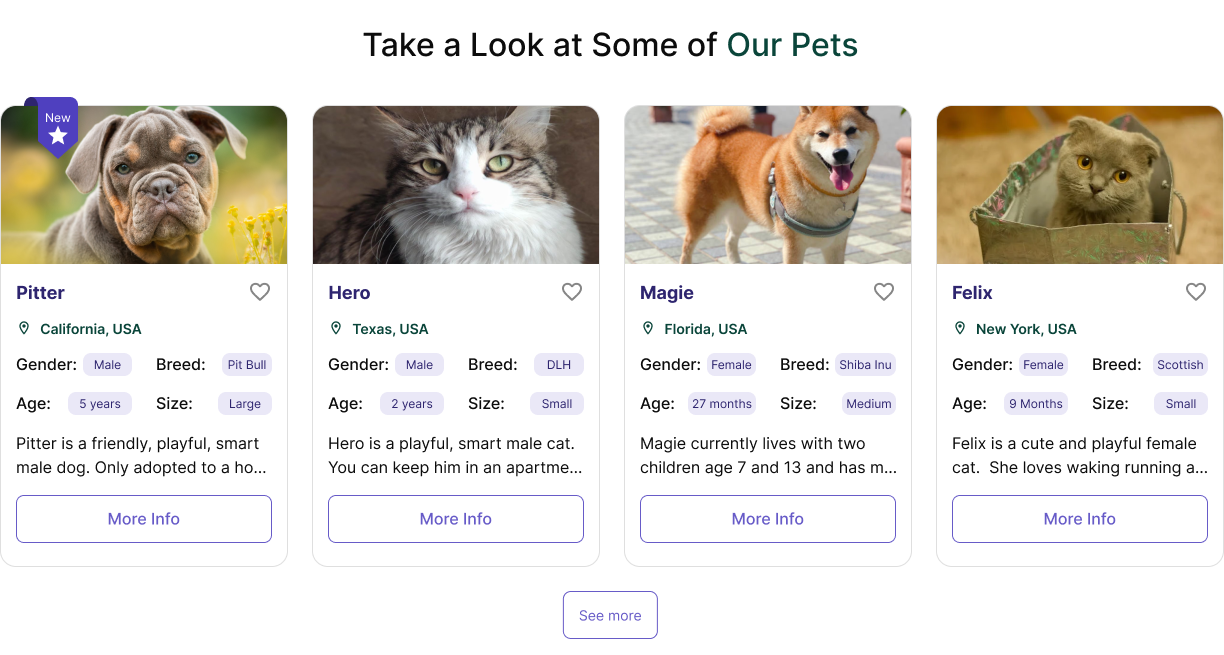 Take a Look at Some of Our Pets
New
Pitter
California, USA
Gender: Male Breed: Pit Bull
Age: 5 years Size: Large
Pitter is a friendly, playful, smart
male dog. Only adopted to a ho...
More Info
Hero
Texas, USA
Gender: Male Breed: DLH
Age: 2 years Size: Small
Hero is a playful, smart male cat.
You can keep him in an apartme...
More Info
Magie
Florida, USA
Gender: Female Breed: Shiba Inu
Age: 27 months Size: Medium
Magie currently lives with two
children age 7 and 13 and has m...
More Info
Felix
New York, USA
Gender: Female Breed: Scottish
Age: 9 Months Size: Small
Felix is a cute and playful female
cat.  She loves waking running a...
More Info
See more